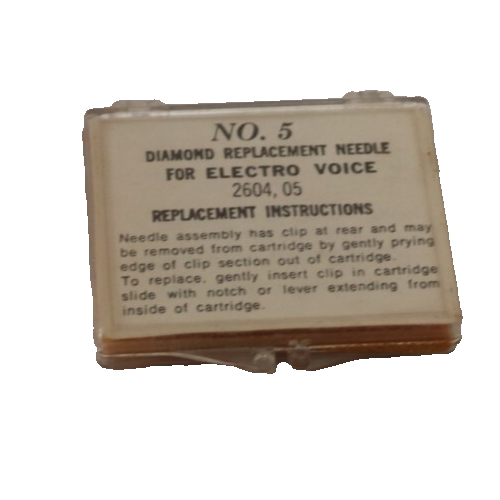 NO. 5
DIAMOND REPLACEMENT NEEDLE
FOR ELECTRO VOICE
2604, 05
REPLACEMENT INSTRUCTIONS
Needle assembly has clip at rear and may
be removed from cartridge by gently prying
edge of clip section out of cartridge.
To replace, gently insert clip in cartridge
slide with notch or lever extending from
inside of cartridge.